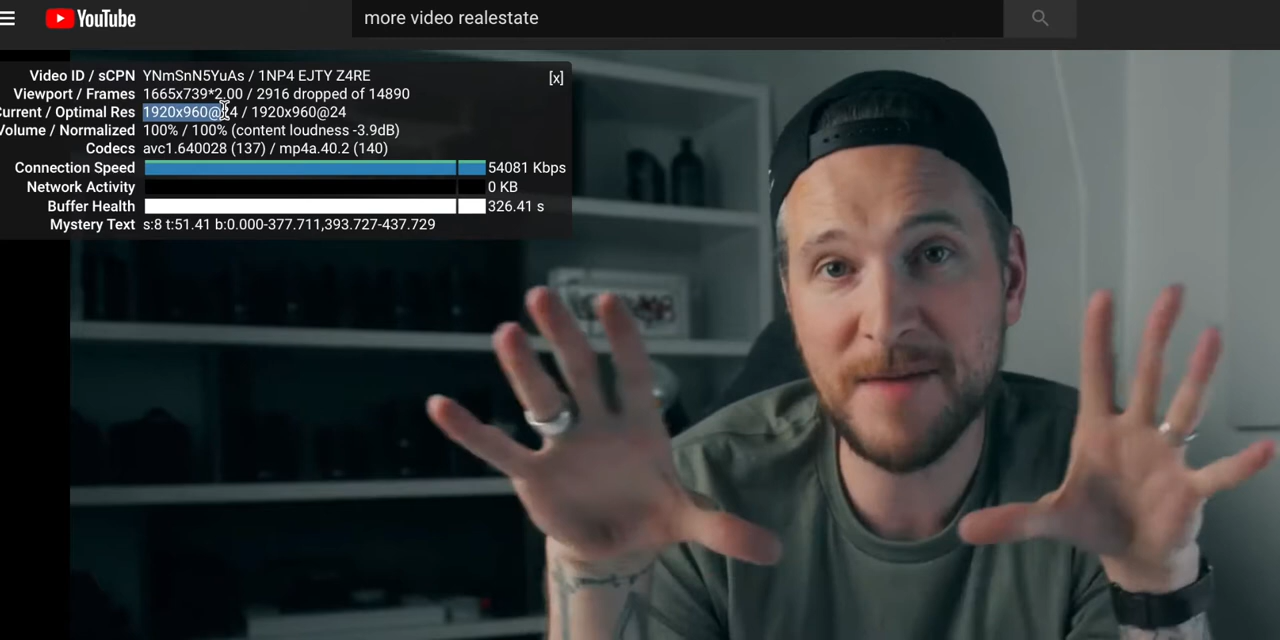 YouTube
more video realestate
Video ID / sCPN YNmSnN5YuAs / 1NP4 EJTY Z4RE
[x]
Viewport / Frames 1665x739*2.00 / 2916 dropped of 14890
Current / Optimal Res 1920x960@24 / 1920x960@24
Volume / Normalized 100% / 100% (content loudness -3.9dB)
Codecs avc1.640028 (137) / mp4a.40.2 (140)
Connection Speed 54081 Kbps
Network Activity 0 KB
Buffer Health 326.41 s
Mystery Text s:8 t:51.41 b:0.000-377.711,393.727-437.729